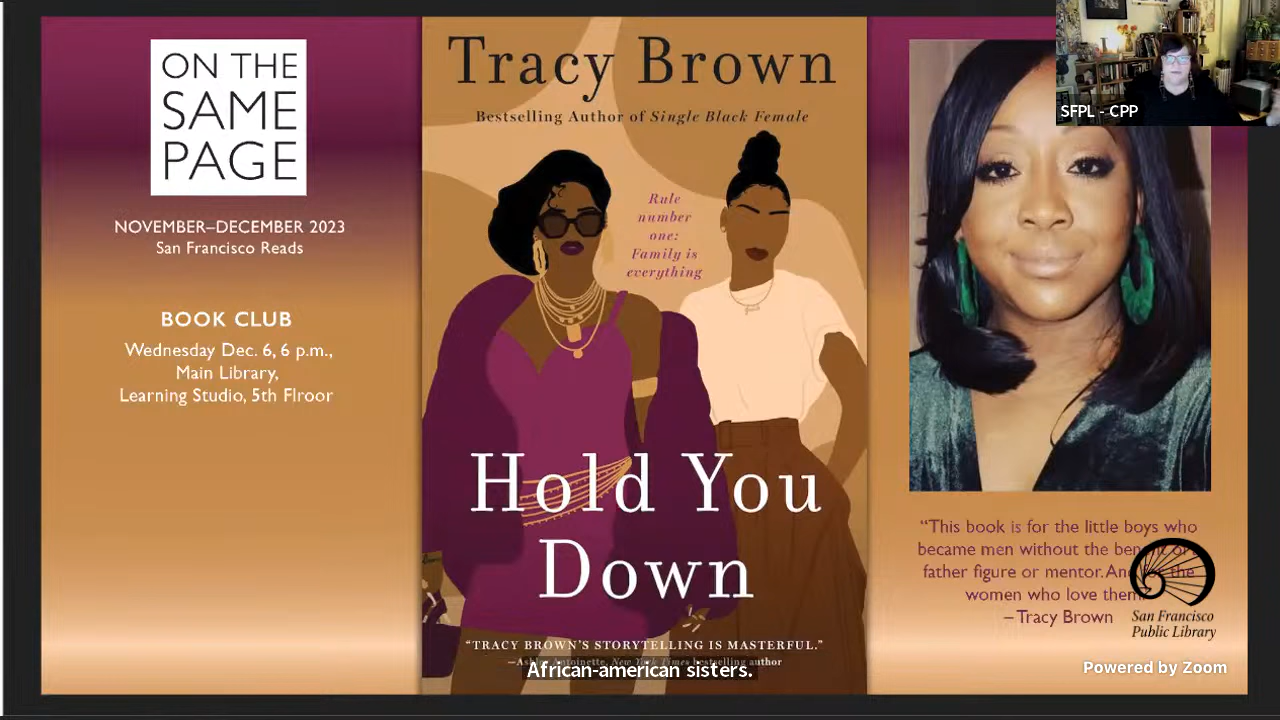 ON THE
SAME
PAGE
NOVEMBER–DECEMBER 2023
San Francisco Reads
BOOK CLUB
Wednesday Dec. 6, 6 p.m.,
Main Library,
Learning Studio, 5th Flroor
Tracy Brown
Bestselling Author of Single Black Female
Rule
number
one:
Family is
everything
Hold You
Down
“TRACY BROWN’S STORYTELLING IS MASTERFUL.”
New York Times bestselling author
African-american sisters.
SFPL - CPP
“This book is for the little boys who
became men without the
father figure or mentor. And the
women who love them.
– Tracy Brown
San Francisco
Public Library
Powered by Zoom